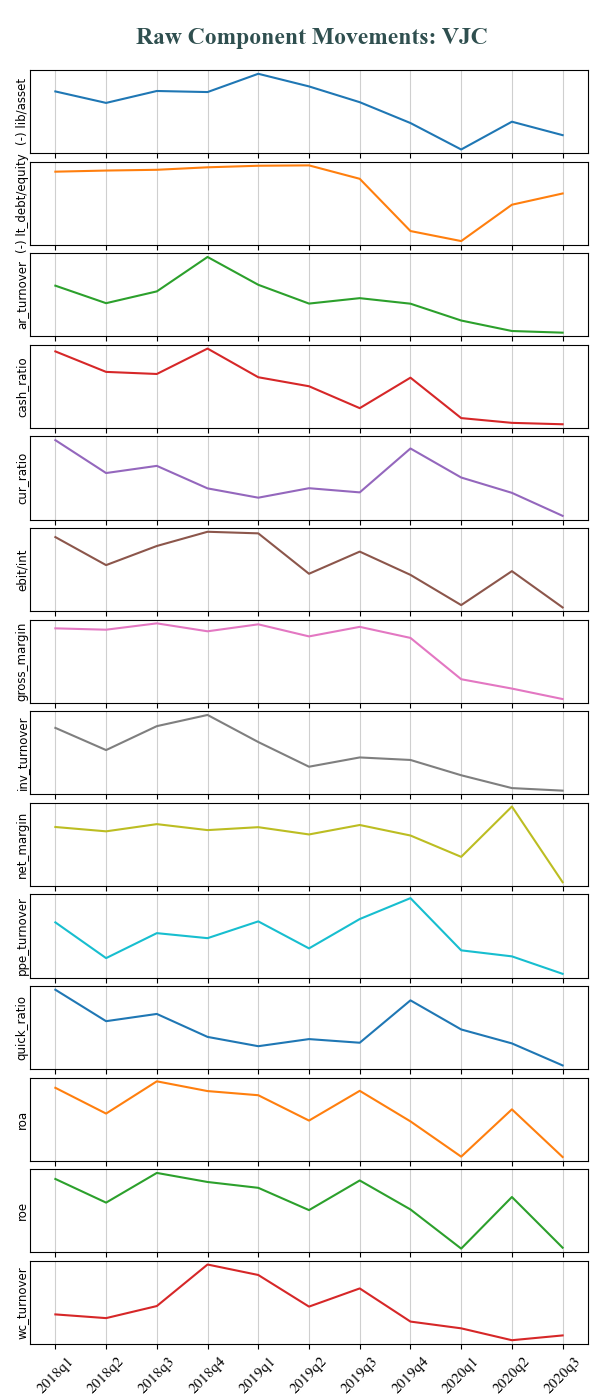 Raw Component Movements: VJC
(-) lib/asset
(-) lt_debt/equity
ar_turnover
cash_ratio
cur_ratio
ebit/int
gross_margin
inv_turnover
net_margin
ppe_turnover
quick_ratio
roa
roe
wc_turnover
2018q1 2018q2 2018q3 2018q4 2019q1 2019q2 2019q3 2019q4 2020q1 2020q2 2020q3